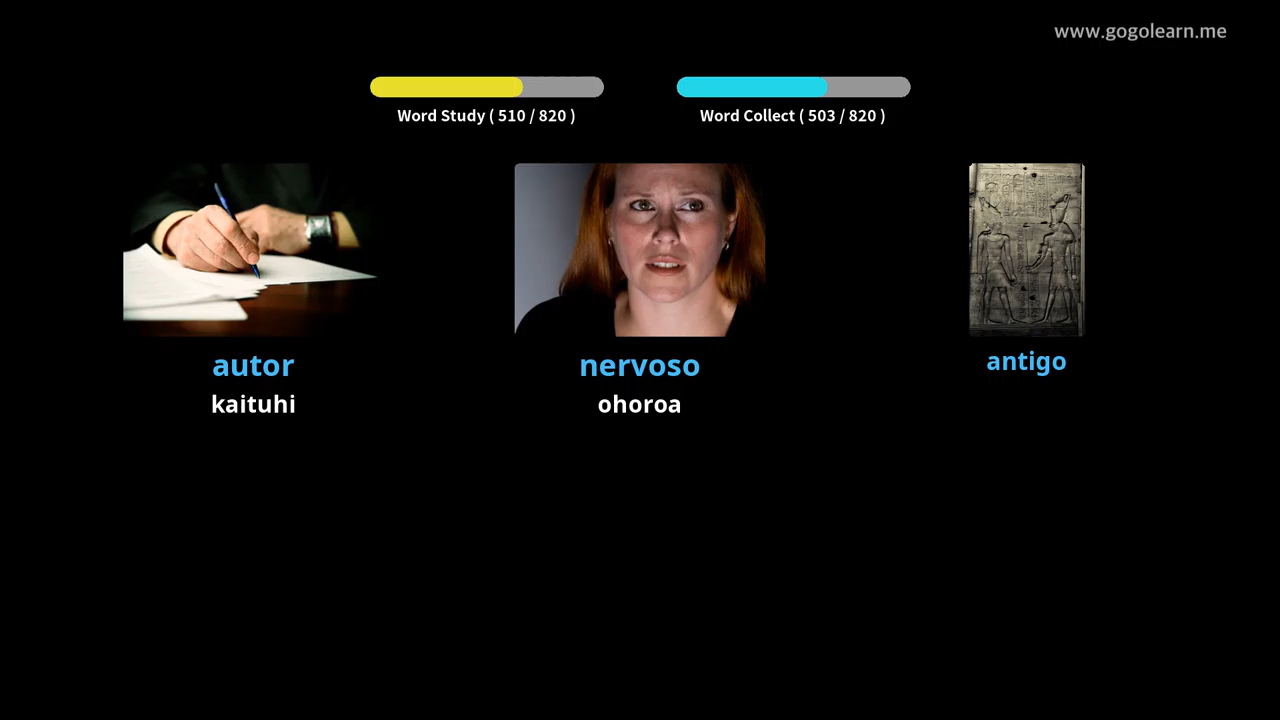 www.gogolearn.me
Word Study ( 510 / 820 )
Word Collect ( 503 / 820 )
autor
nervoso
antigo
kaituhi
ohoroa